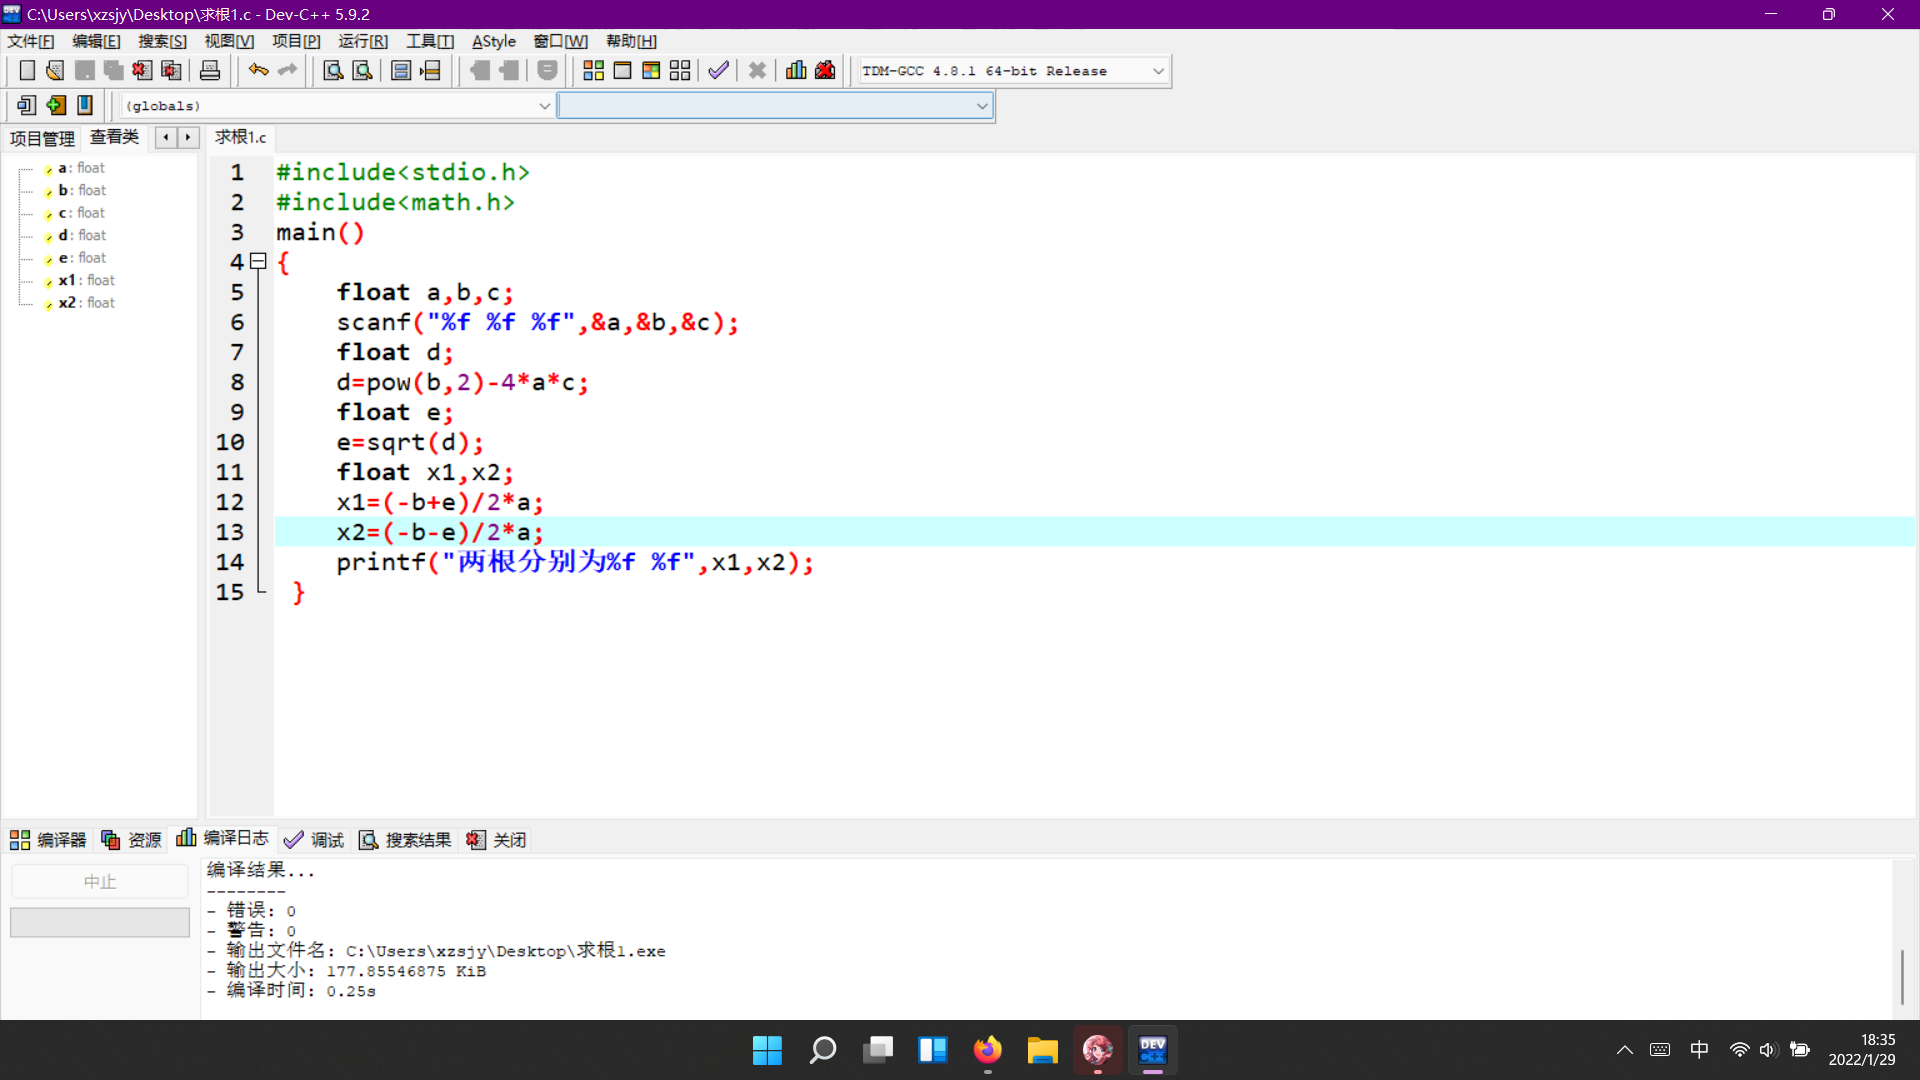 C:\Users\xzsjy\Desktop\求根1.c - Dev-C++ 5.9.2
文件[F] 编辑[E] 搜索[S] 视图[V] 项目[P] 运行[R] 工具[T] AStyle 窗口[W] 帮助[H]
TDM-GCC 4.8.1 64-bit Release
(globals)
项目管理 查看类 求根1.c
a : float
b : float
c : float
d : float
e : float
x1 : float
x2 : float
1 #include<stdio.h>
2 #include<math.h>
3 main()
4 {
5 float a,b,c;
6 scanf("%f %f %f",&a,&b,&c);
7 float d;
8 d=pow(b,2)-4*a*c;
9 float e;
10 e=sqrt(d);
11 float x1,x2;
12 x1=(-b+e)/2*a;
13 x2=(-b-e)/2*a;
14 printf("两根分别为%f %f",x1,x2);
15 }
编译器 资源 编译日志 调试 搜索结果 关闭
中止
编译结果...
--------
- 错误: 0
- 警告: 0
- 输出文件名: C:\Users\xzsjy\Desktop\求根1.exe
- 输出大小: 177.85546875 KiB
- 编译时间: 0.25s
DEV
中
18:35
2022/1/29